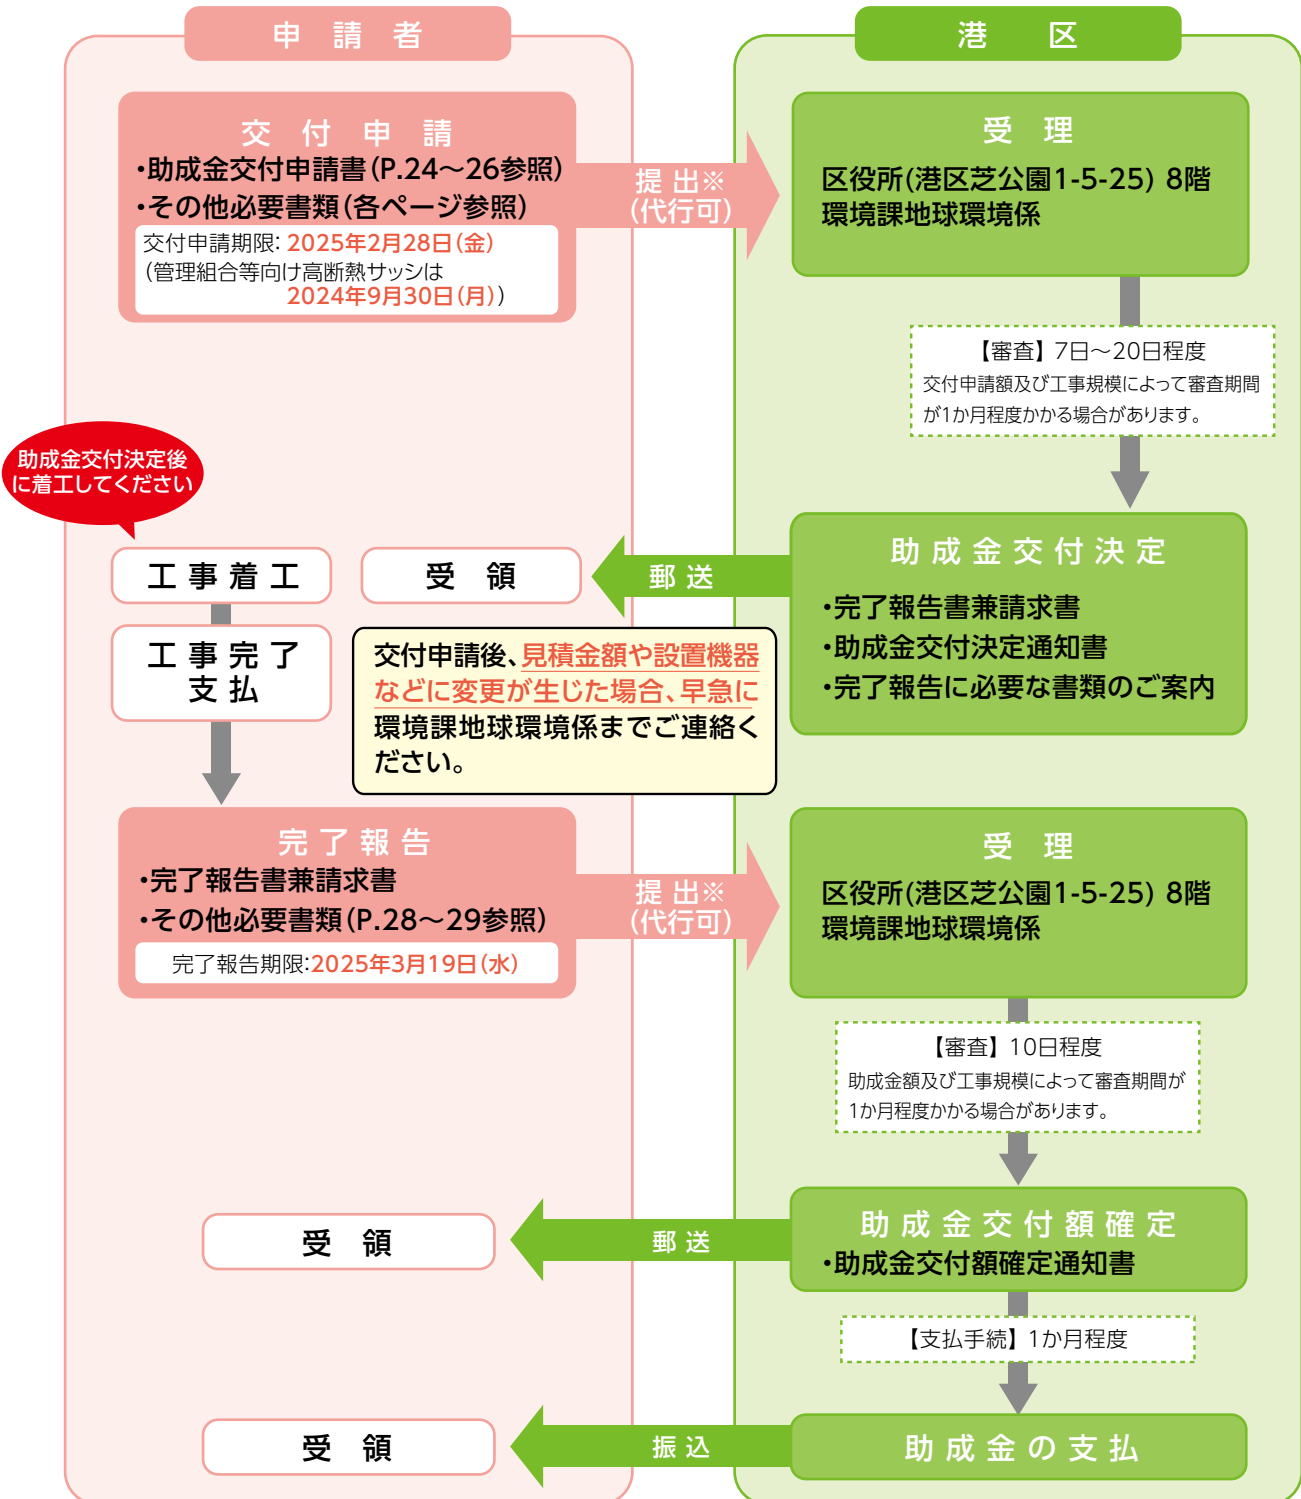 申請者
港区
交付申請
・助成金交付申請書（P.24～26参照）
・その他必要書類（各ページ参照）
交付申請期限：2025年2月28日（金）
（管理組合等向け高断熱サッシは
2024年9月30日（月））
提出※
（代行可）
受理
区役所(港区芝公園1-5-25) 8階
環境課地球環境係
【審査】7日～20日程度
交付申請額及び工事規模によって審査期間
が1か月程度かかる場合があります。
助成金交付決定後
に着工してください
工事着工
受領
郵送
助成金交付決定
・完了報告書兼請求書
・助成金交付決定通知書
・完了報告に必要な書類のご案内
工事完了
支払
交付申請後、見積金額や設置機器
などに変更が生じた場合、早急に
環境課地球環境係までご連絡く
ださい。
完了報告
・完了報告書兼請求書
・その他必要書類（P.28～29参照）
完了報告期限：2025年3月19日（水）
提出※
（代行可）
受理
区役所(港区芝公園1-5-25) 8階
環境課地球環境係
【審査】10日程度
助成金額及び工事規模によって審査期間が
1か月程度かかる場合があります。
受領
郵送
助成金交付額確定
・助成金交付額確定通知書
【支払手続】1か月程度
受領
振込
助成金の支払